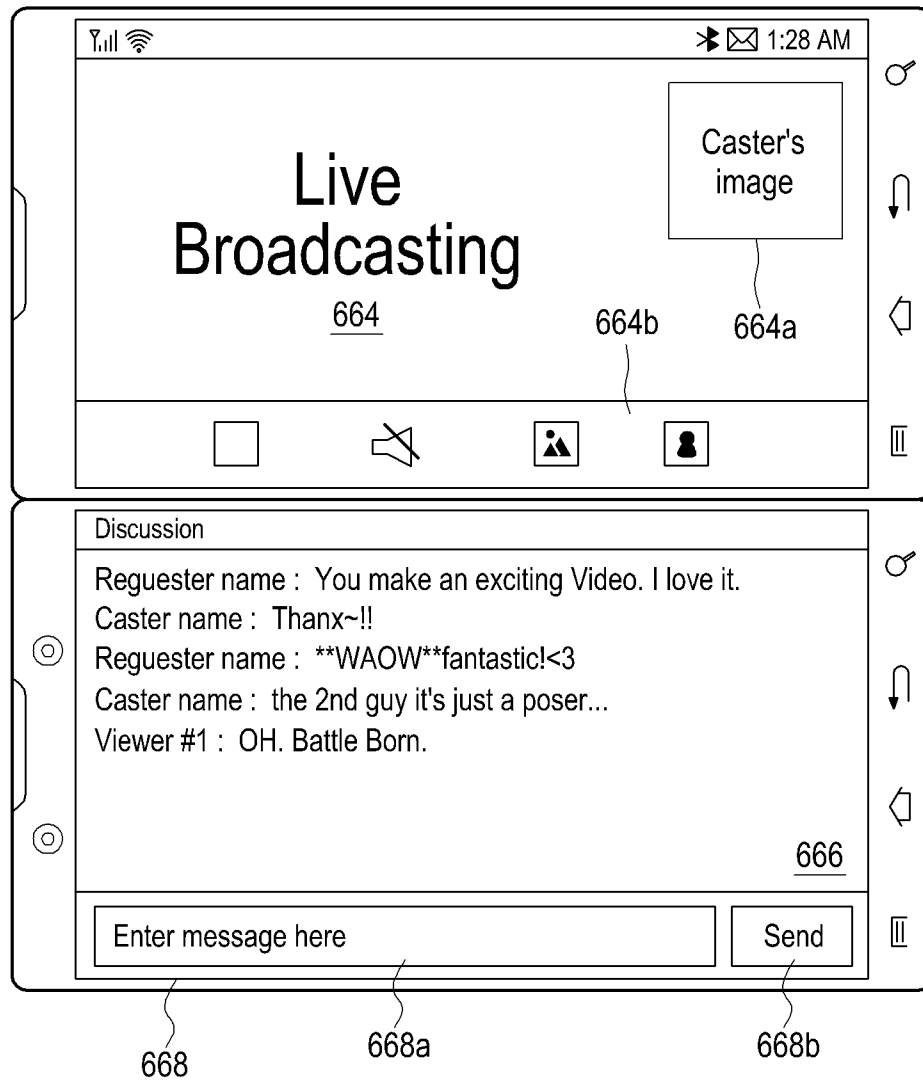 1:28 AM
Live
Broadcasting
664
Caster's
image
664b
664a
Discussion
Reguester name : You make an exciting Video. I love it.
Caster name : Thanx~!!
Reguester name : **WAOW**fantastic!<3
Caster name : the 2nd guy it's just a poser...
Viewer #1 : OH. Battle Born.
666
Enter message here
Send
668
668a
668b